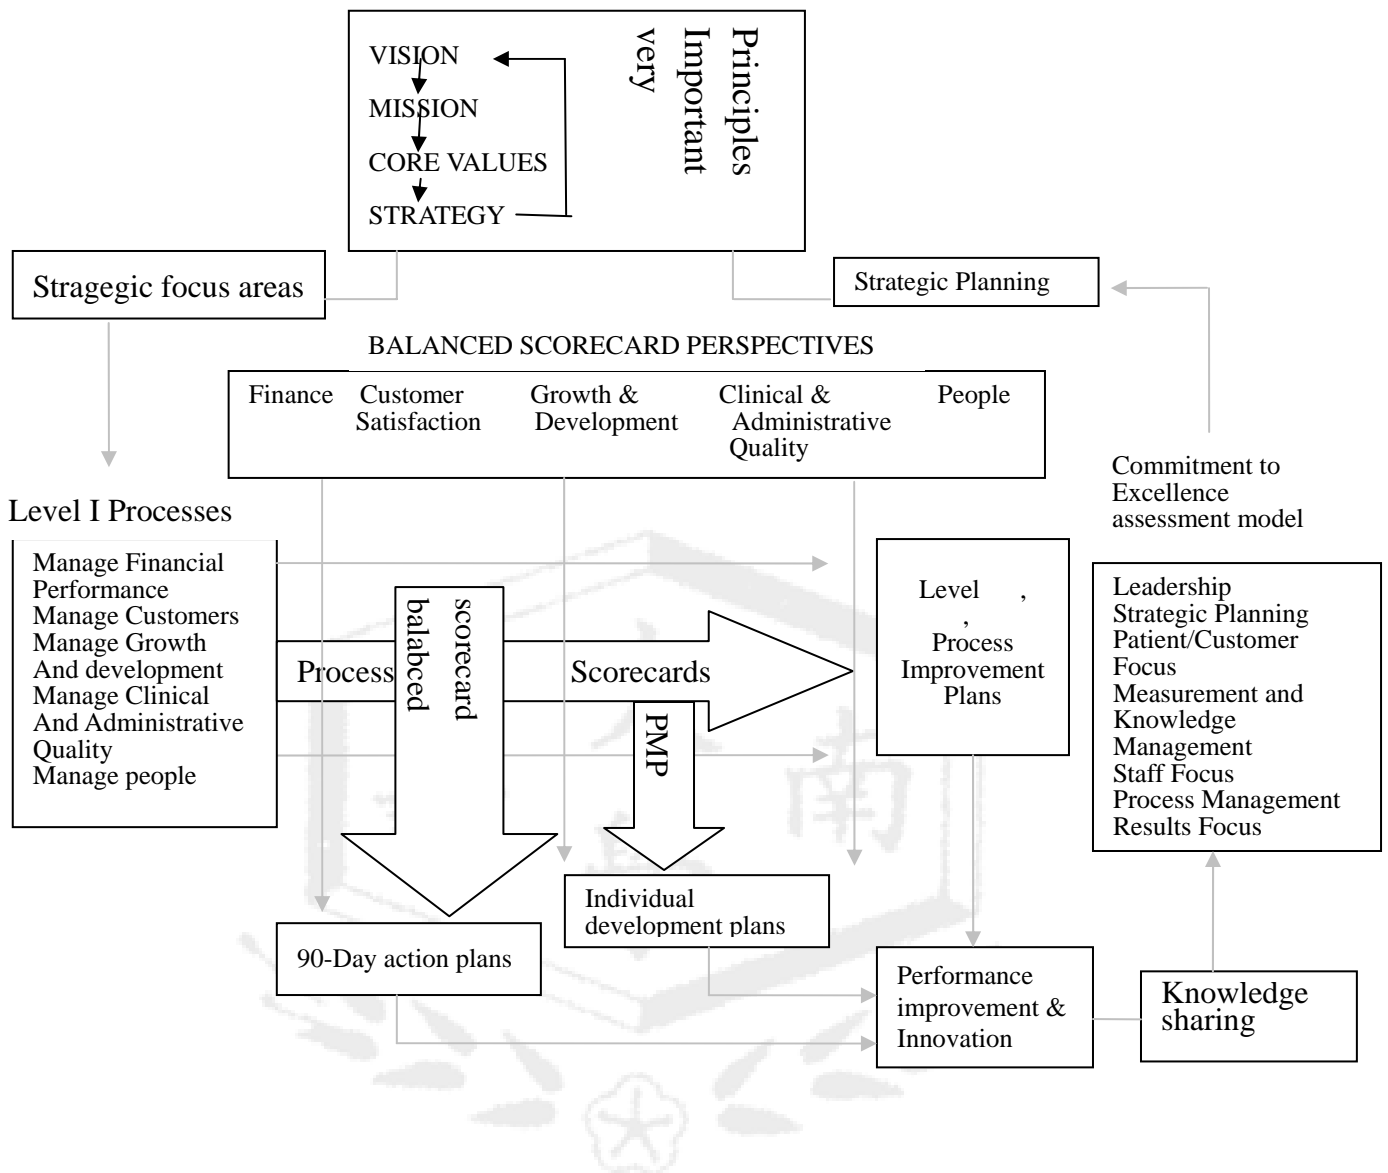 VISION
MISSION
CORE VALUES
STRATEGY
Principles
Important
very
Stragegic focus areas
Strategic Planning
BALANCED SCORECARD PERSPECTIVES
Finance
Customer
Satisfaction
Growth &
Development
Clinical &
Administrative
Quality
People
Commitment to
Excellence
assessment model
Level I Processes
Manage Financial
Performance
Manage Customers
Manage Growth
And development
Manage Clinical
And Administrative
Quality
Manage people
Process
Scorecards
scorecard
balabced
PMP
Level ,
,
Process
Improvement
Plans
Leadership
Strategic Planning
Patient/Customer
Focus
Measurement and
Knowledge
Management
Staff Focus
Process Management
Results Focus
Individual
development plans
90-Day action plans
Performance
improvement &
Innovation
Knowledge
sharing
南